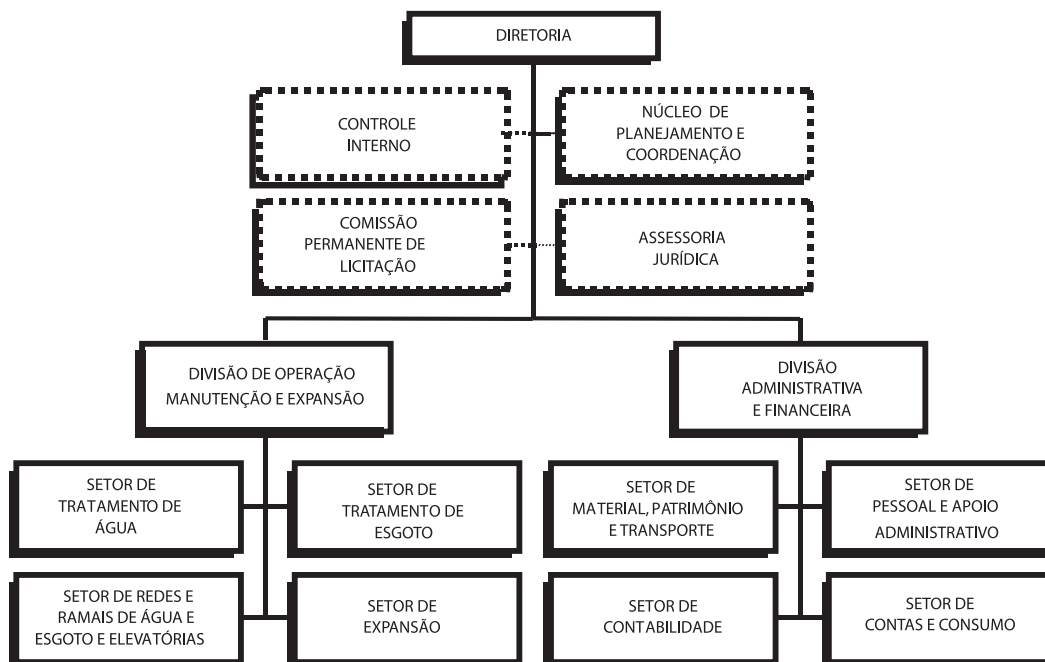 DIRETORIA
CONTROLE
INTERNO
NÚCLEO DE
PLANEJAMENTO E
COORDENAÇÃO
COMISSÃO
PERMANENTE DE
LICITAÇÃO
ASSESSORIA
JURÍDICA
DIVISÃO DE OPERAÇÃO
MANUTENÇÃO E EXPANSÃO
DIVISÃO
ADMINISTRATIVA
E FINANCEIRA
SETOR DE
TRATAMENTO DE
ÁGUA
SETOR DE
TRATAMENTO DE
ESGOTO
SETOR DE
MATERIAL, PATRIMÔNIO
E TRANSPORTE
SETOR DE
PESSOAL E APOIO
ADMINISTRATIVO
SETOR DE REDES E
RAMAIS DE ÁGUA E
ESGOTO E ELEVATÓRIAS
SETOR DE
EXPANSÃO
SETOR DE
CONTABILIDADE
SETOR DE
CONTAS E CONSUMO